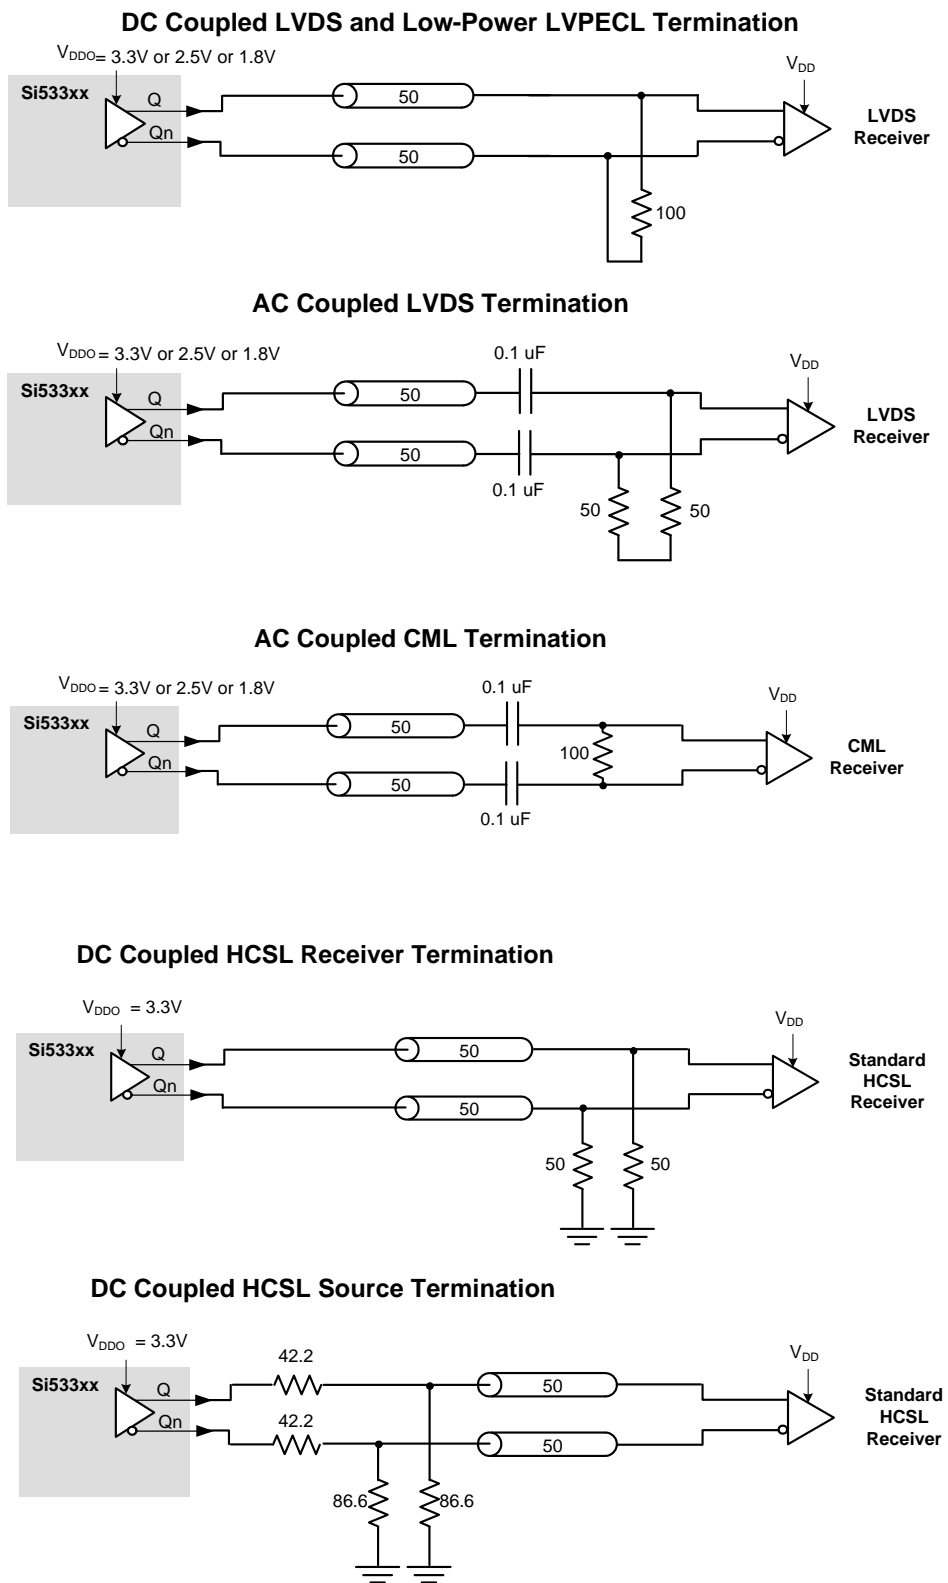 DC Coupled LVDS and Low-Power LVPECL Termination
VDDO= 3.3V or 2.5V or 1.8V
VDD
Si533xx
Q
50
LVDS
Receiver
Qn
50
100
AC Coupled LVDS Termination
VDDO = 3.3V or 2.5V or 1.8V
0.1 uF
VDD
Si533xx
Q
50
LVDS
Receiver
Qn
50
0.1 uF
50
50
AC Coupled CML Termination
VDDO = 3.3V or 2.5V or 1.8V
0.1 uF
VDD
Si533xx
Q
50
CML
Receiver
100
Qn
50
0.1 uF
DC Coupled HCSL Receiver Termination
VDDO = 3.3V
VDD
Si533xx
Q
50
Standard
HCSL
Receiver
Qn
50
50
50
DC Coupled HCSL Source Termination
VDDO = 3.3V
42.2
VDD
Si533xx
Q
50
Standard
HCSL
Receiver
42.2
Qn
50
86.6
86.6